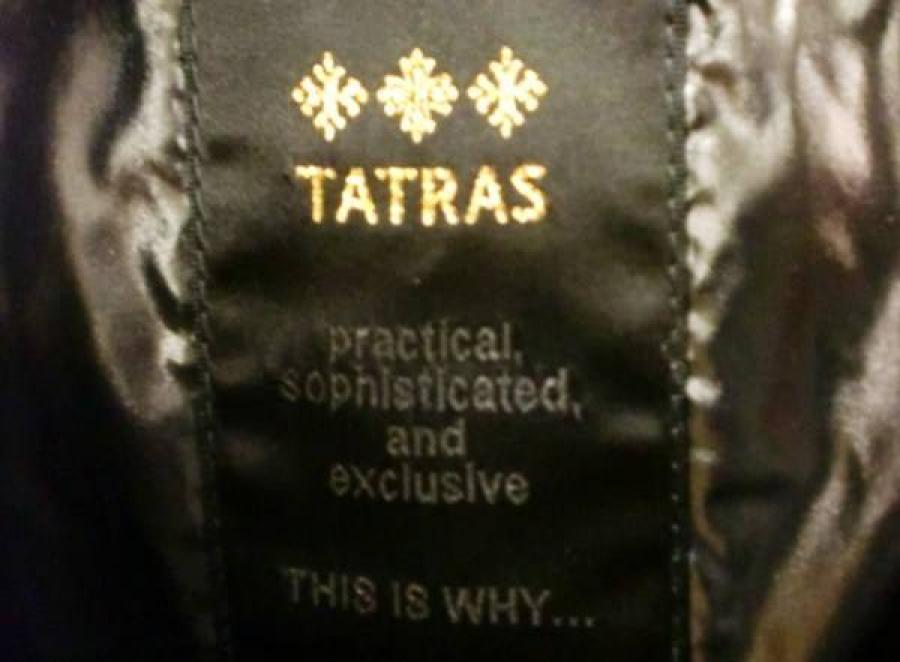 TATRAS
practical,
sophisticated,
and
exclusive
THIS IS WHY...